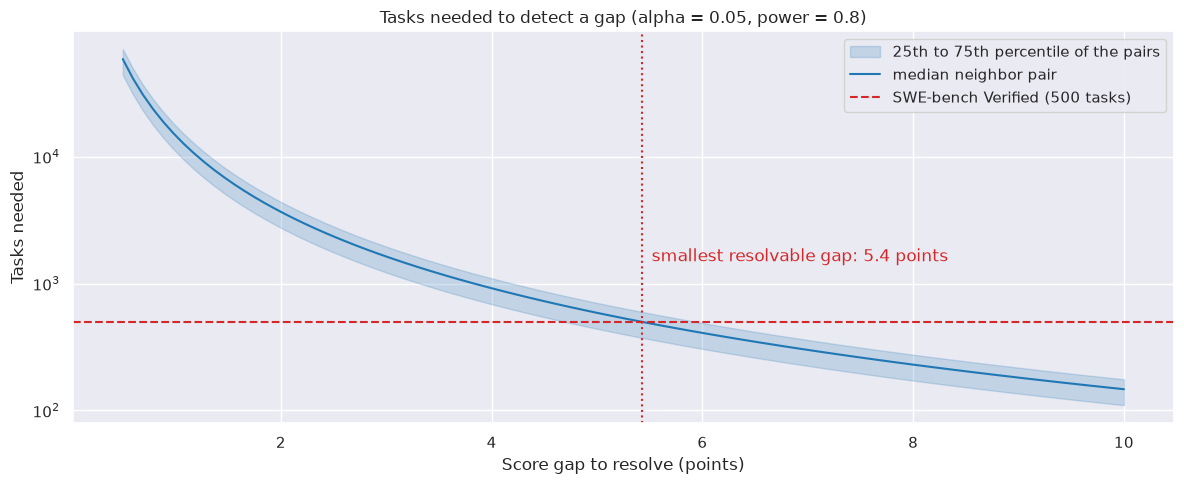 Tasks needed to detect a gap (alpha = 0.05, power = 0.8)
25th to 75th percentile of the pairs
median neighbor pair
SWE-bench Verified (500 tasks)
10^4
10^3
10^2
Tasks needed
smallest resolvable gap: 5.4 points
2
4
6
8
10
Score gap to resolve (points)